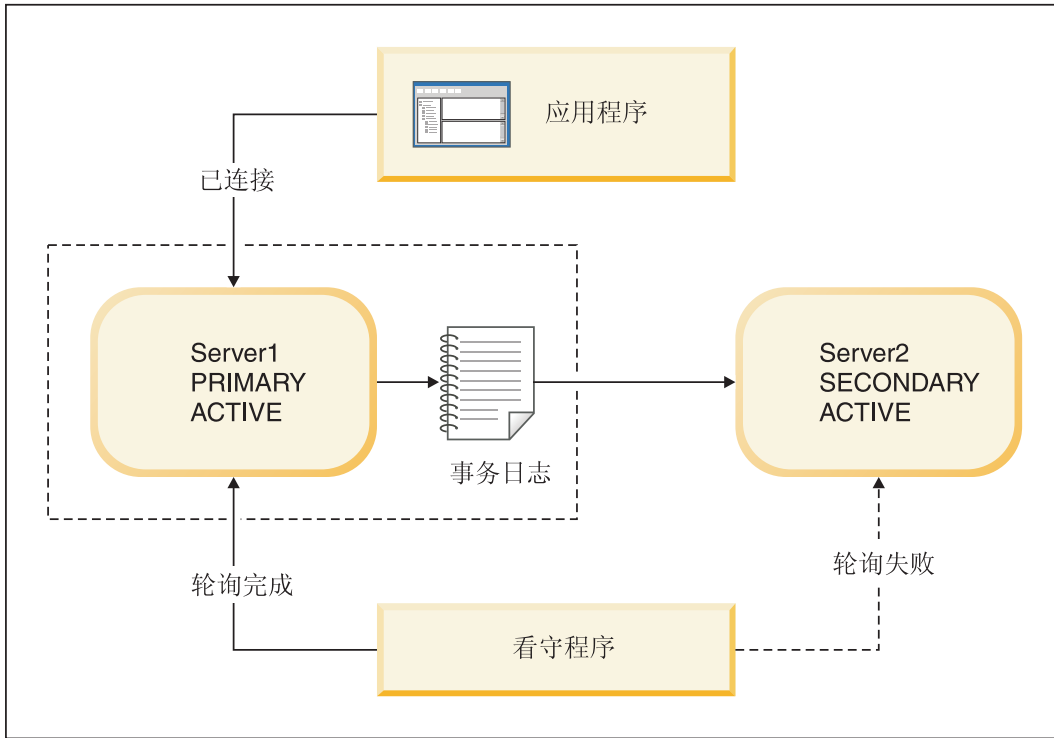 应用程序
已连接
Server1
PRIMARY
ACTIVE
事务日志
Server2
SECONDARY
ACTIVE
轮询完成
轮询失败
看守程序